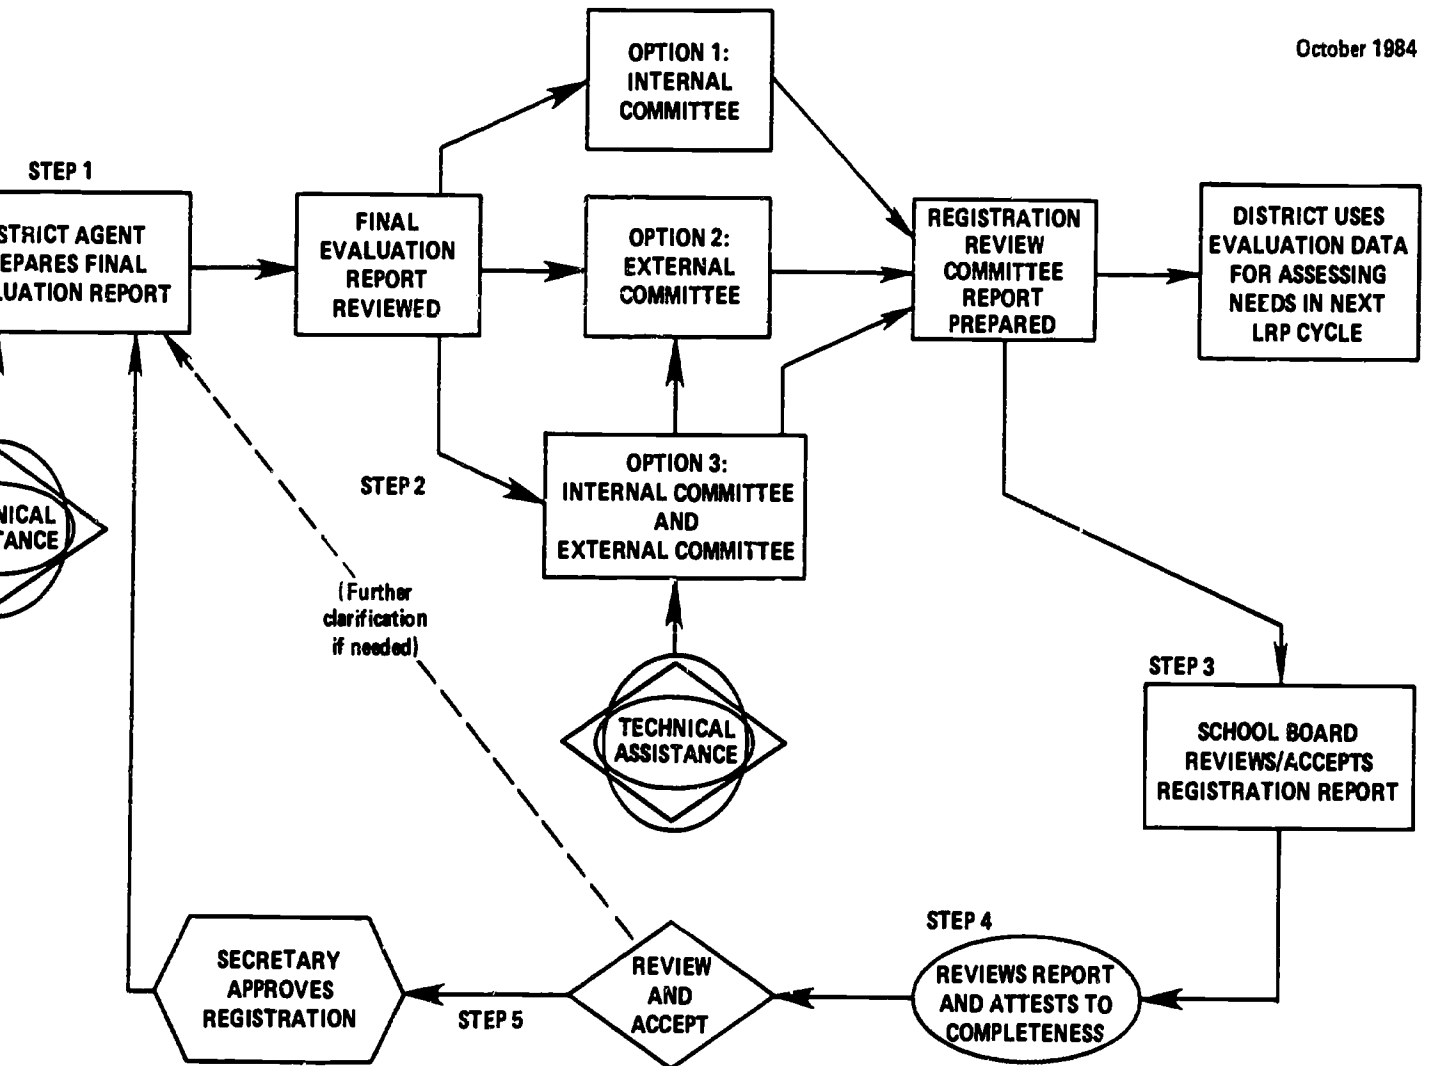 October 1984
OPTION 1:
INTERNAL
COMMITTEE
STEP 1
STRICT AGENT
EPARES FINAL
LUATION REPORT
FINAL
EVALUATION
REPORT
REVIEWED
OPTION 2:
EXTERNAL
COMMITTEE
REGISTRATION
REVIEW
COMMITTEE
REPORT
PREPARED
DISTRICT USES
EVALUATION DATA
FOR ASSESSING
NEEDS IN NEXT
LRP CYCLE
STEP 2
OPTION 3:
INTERNAL COMMITTEE
AND
EXTERNAL COMMITTEE
NICAL
TANCE
(Further
clarification
if needed)
TECHNICAL
ASSISTANCE
STEP 3
SCHOOL BOARD
REVIEWS/ACCEPTS
REGISTRATION REPORT
STEP 4
REVIEWS REPORT
AND ATTESTS TO
COMPLETENESS
REVIEW
AND
ACCEPT
STEP 5
SECRETARY
APPROVES
REGISTRATION